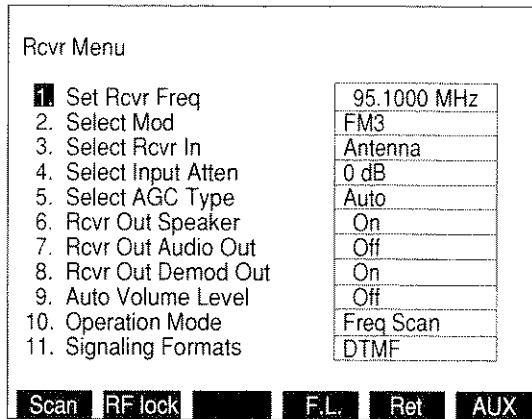 Rcvr Menu
1. Set Rcvr Freq 95.1000 MHz
2. Select Mod FM3
3. Select Rcvr In Antenna
4. Select Input Atten 0 dB
5. Select AGC Type Auto
6. Rcvr Out Speaker On
7. Rcvr Out Audio Out Off
8. Rcvr Out Demod Out On
9. Auto Volume Level Off
10. Operation Mode Freq Scan
11. Signaling Formats DTMF
Scan RF lock F.L. Ret AUX